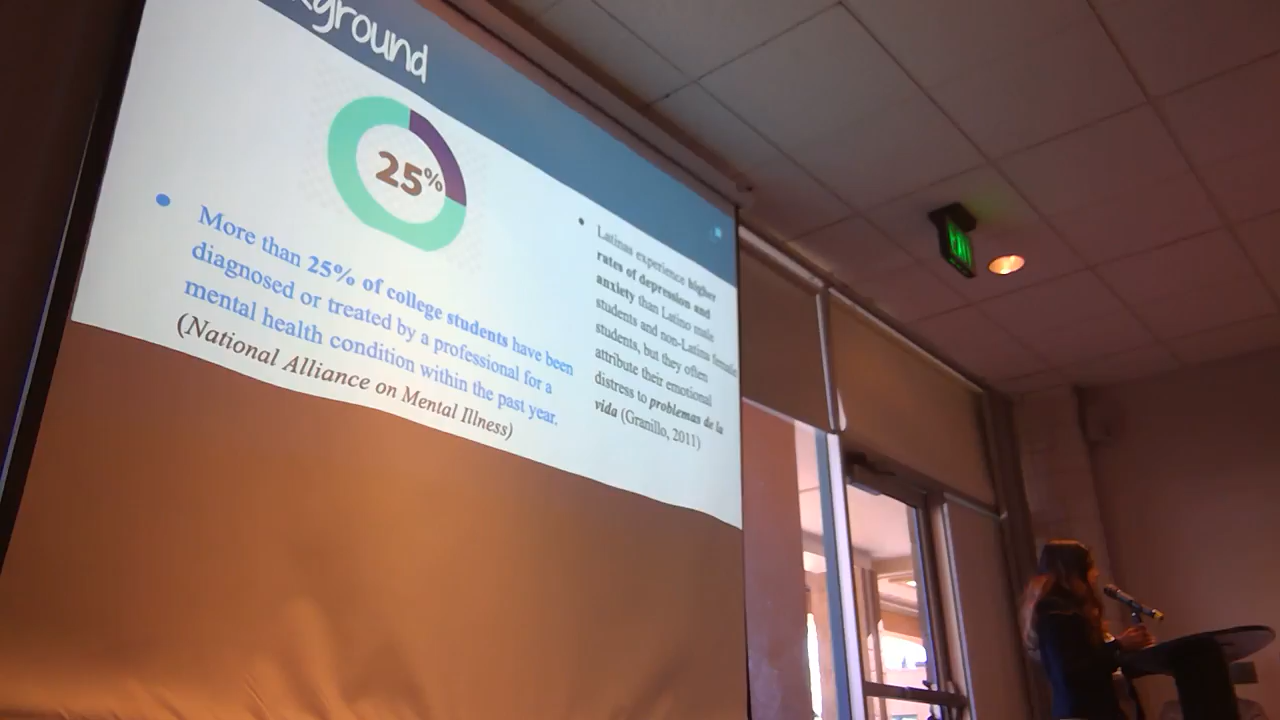 kground
25%
• More than 25% of college students have been
diagnosed or treated by a professional for a
mental health condition within the past year.
(National Alliance on Mental Illness)
• Latinas experience higher
rates of depression and
anxiety than Latino male
students and non-Latina female
students, but they often
attribute their emotional
distress to problemas de la
vida (Granillo, 2011)
EXIT